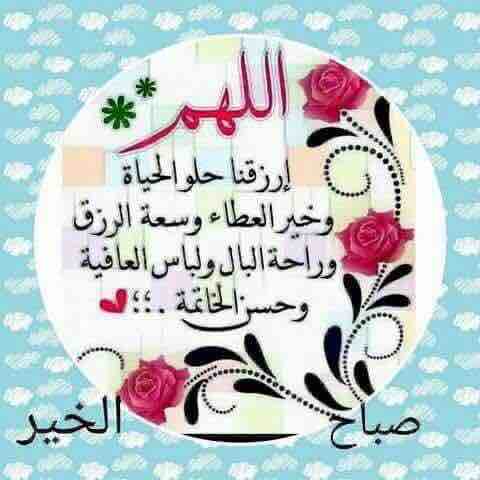 اللهم
إرزقنا حلو الحياة
وخير العطاء وسعة الرزق
وراحة البال ولباس العافية
وحسن الخاتمة .؛؛
صباح الخير